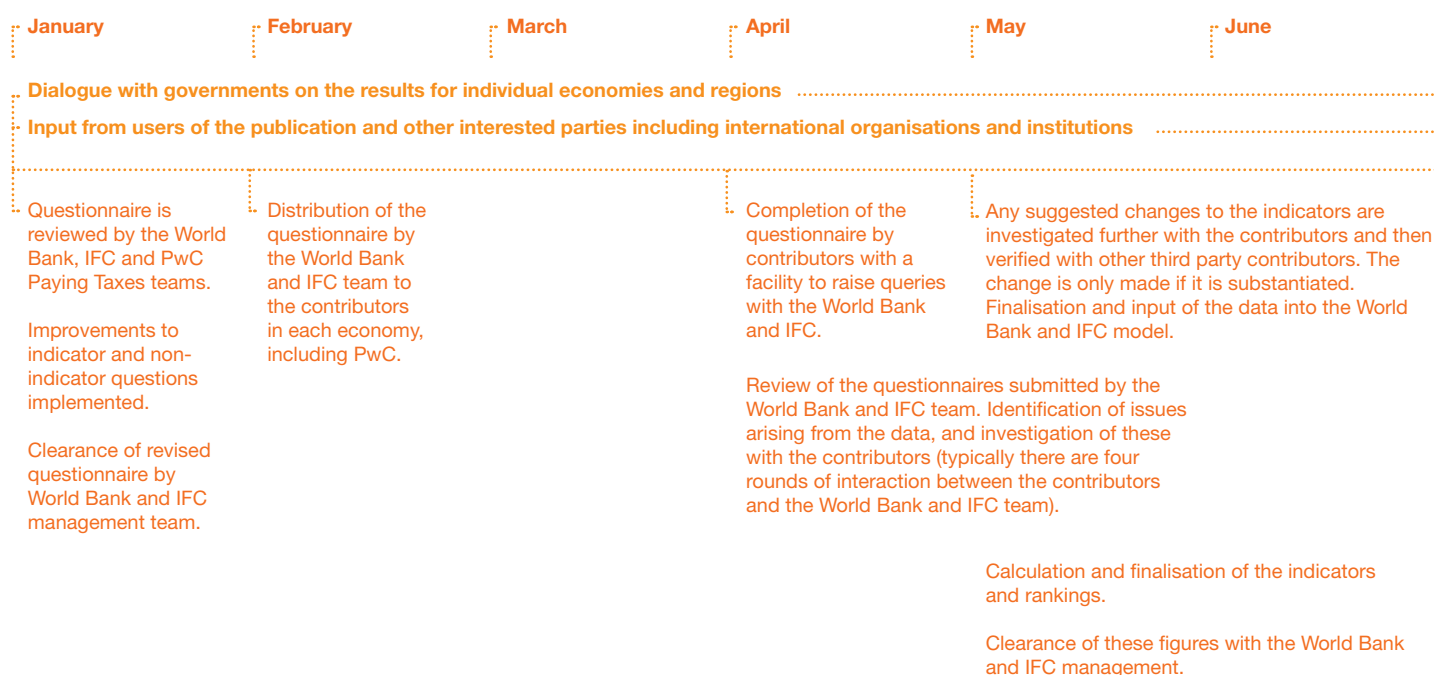 January
February
March
April
May
June
Dialogue with governments on the results for individual economies and regions
Input from users of the publication and other interested parties including international organisations and institutions
Questionnaire is
reviewed by the World
Bank, IFC and PwC
Paying Taxes teams.
Improvements to
indicator and non-
indicator questions
implemented.
Clearance of revised
questionnaire by
World Bank and IFC
management team.
Distribution of the
questionnaire by
the World Bank
and IFC team to
the contributors
in each economy,
including PwC.
Completion of the
questionnaire by
contributors with a
facility to raise queries
with the World Bank
and IFC.
Review of the questionnaires submitted by the
World Bank and IFC team. Identification of issues
arising from the data, and investigation of these
with the contributors (typically there are four
rounds of interaction between the contributors
and the World Bank and IFC team).
Any suggested changes to the indicators are
investigated further with the contributors and then
verified with other third party contributors. The
change is only made if it is substantiated.
Finalisation and input of the data into the World
Bank and IFC model.
Calculation and finalisation of the indicators
and rankings.
Clearance of these figures with the World Bank
and IFC management.